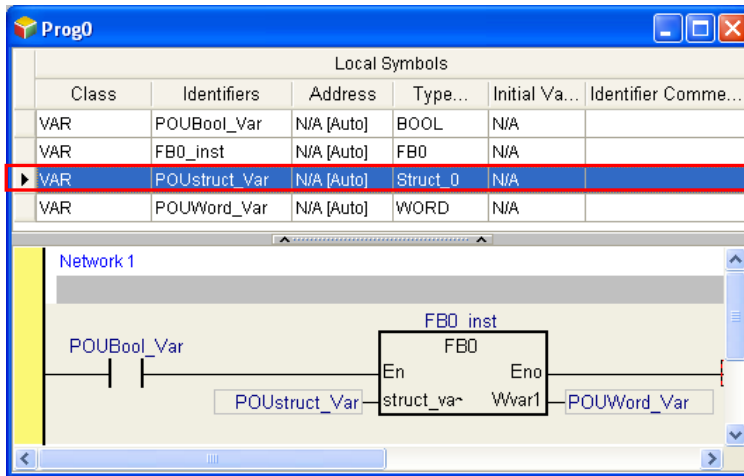 Prog0
Local Symbols
Class Identifiers Address Type... Initial Va... Identifier Comme...
VAR POUBool_Var N/A [Auto] BOOL N/A
VAR FB0_inst N/A [Auto] FB0 N/A
VAR POUstruct_Var N/A [Auto] Struct_0 N/A
VAR POUWord_Var N/A [Auto] WORD N/A
Network 1
FB0_inst
POUBool_Var FB0
En Eno
POUstruct_Var struct_va~ Wvar1 POUWord_Var